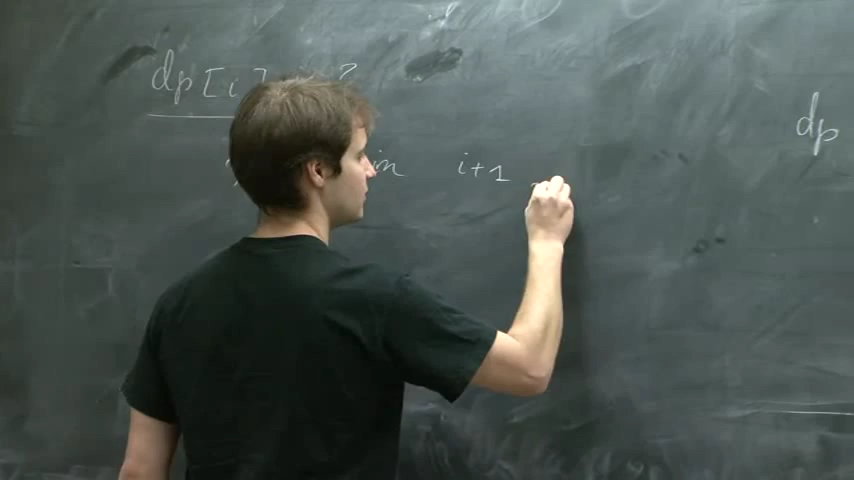 dp[i] ?
in i+1
dp